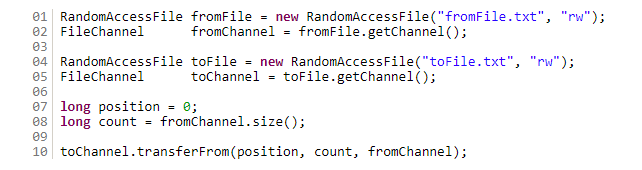 01 RandomAccessFile fromFile = new RandomAccessFile("fromFile.txt", "rw");
02 FileChannel      fromChannel = fromFile.getChannel();
03
04 RandomAccessFile toFile = new RandomAccessFile("toFile.txt", "rw");
05 FileChannel      toChannel = toFile.getChannel();
06
07 long position = 0;
08 long count = fromChannel.size();
09
10 toChannel.transferFrom(position, count, fromChannel);